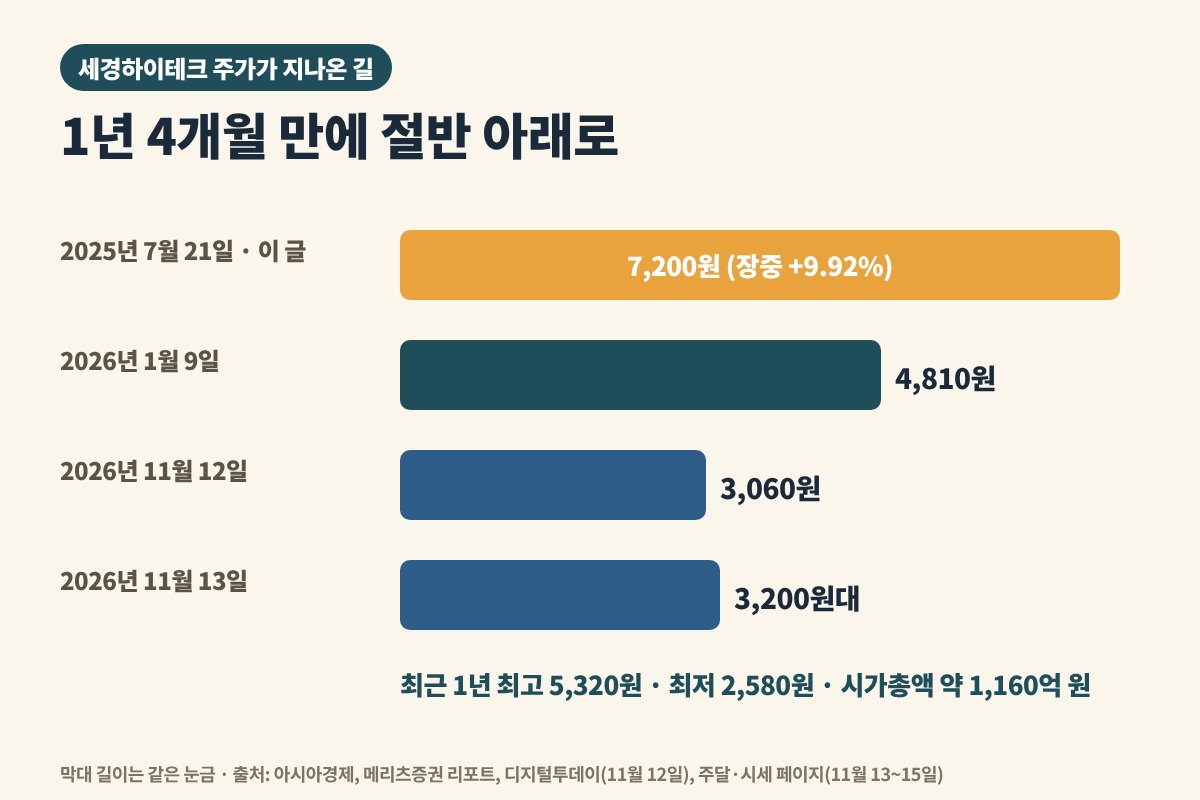 세경하이테크 주가가 지나온 길
1년 4개월 만에 절반 아래로
2025년 7월 21일 · 이 글
7,200원 (장중 +9.92%)
2026년 1월 9일
4,810원
2026년 11월 12일
3,060원
2026년 11월 13일
3,200원대
최근 1년 최고 5,320원 · 최저 2,580원 · 시가총액 약 1,160억 원
막대 길이는 같은 눈금 · 출처: 아시아경제, 메리츠증권 리포트, 디지털투데이(11월 12일), 주달·시세 페이지(11월 13~15일)